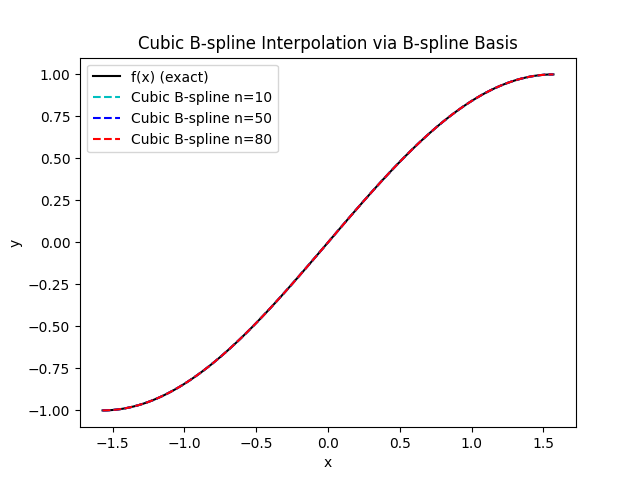 Cubic B-spline Interpolation via B-spline Basis
f(x) (exact)
Cubic B-spline n=10
Cubic B-spline n=50
Cubic B-spline n=80
1.00
0.75
0.50
0.25
0.00
−0.25
−0.50
−0.75
−1.00
y
−1.5 −1.0 −0.5 0.0 0.5 1.0 1.5
x